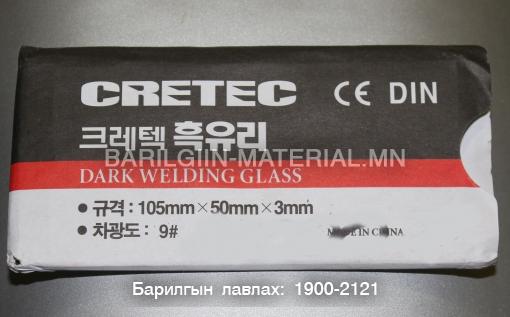 CRETEC CE DIN
크레텍 흑유리
BARILGIIN-MATERIAL.MN
DARK WELDING GLASS
• 규격 : 105mm×50mm×3mm
• 차광도 : 9#
MADE IN CHINA
Барилгын лавлах: 1900-2121